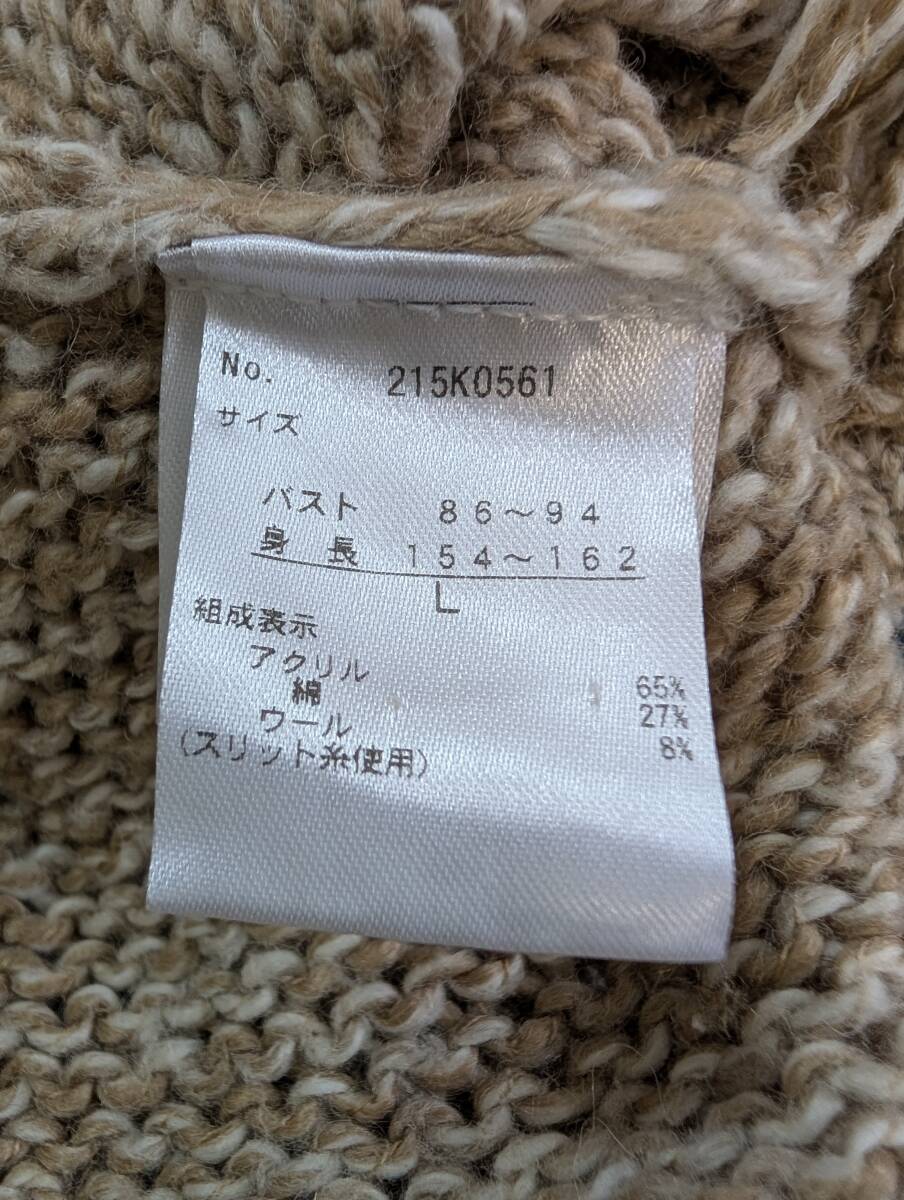 No. 215K0561
サイズ
バスト 86～94
身長 154～162
L
組成表示
アクリル 65%
綿 27%
ウール 8%
(スリット糸使用)